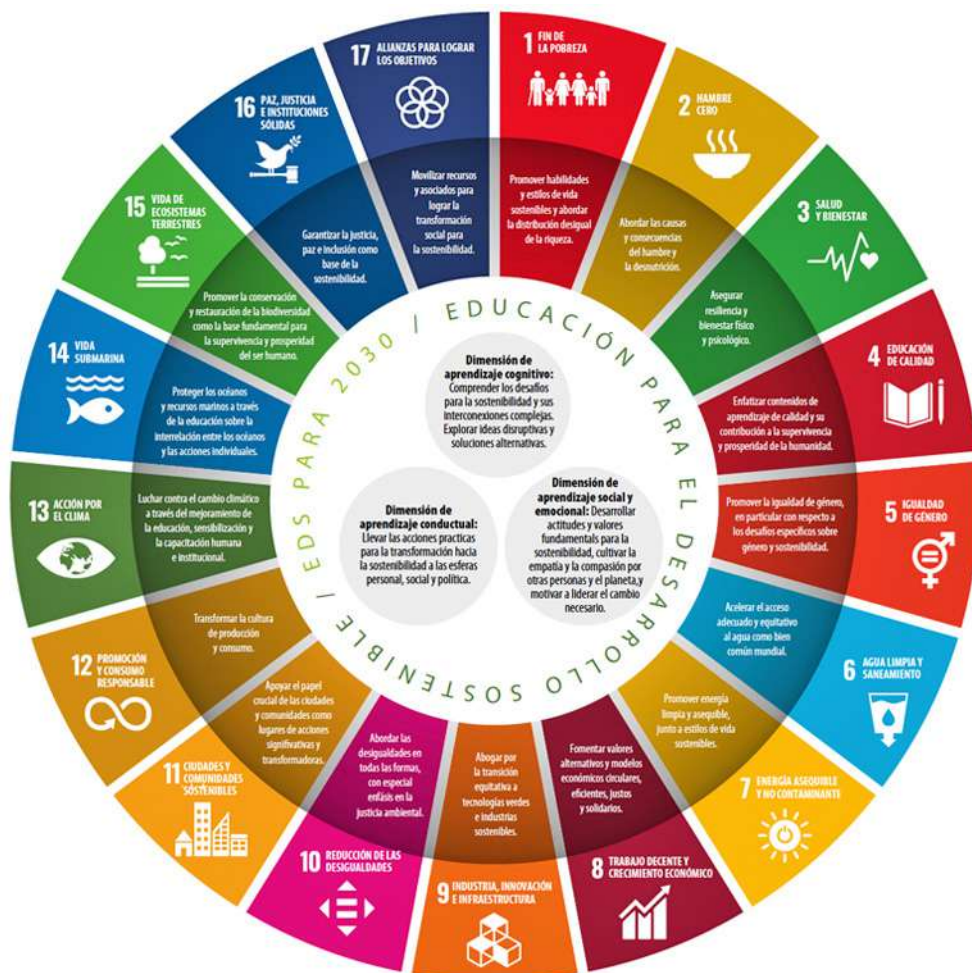 1 FIN DE
LA POBREZA
Promover habilidades
y estilos de vida
sostenibles y abordar
la distribución desigual
de la riqueza.
2 HAMBRE
CERO
Abordar las causas
y consecuencias
del hambre y
la desnutrición.
3 SALUD
Y BIENESTAR
Asegurar
resiliencia y
bienestar físico
y psicológico.
4 EDUCACIÓN
DE CALIDAD
Enfatizar contenidos de
aprendizaje de calidad y su
contribución a la supervivencia
y prosperidad de la humanidad.
5 IGUALDAD
DE GÉNERO
Promover la igualdad de género,
en particular con respecto a
los desafíos específicos sobre
género y sostenibilidad.
6 AGUA LIMPIA Y
SANEAMIENTO
Acelerar el acceso
adecuado y equitativo
al agua como bien
común mundial.
7 ENERGÍA ASEQUIBLE
Y NO CONTAMINANTE
Promover energía
limpia y asequible,
junto a estilos de vida
sostenibles.
8 TRABAJO DECENTE Y
CRECIMIENTO ECONÓMICO
Fomentar valores
alternativos y modelos
económicos circulares,
eficientes, justos
y solidarios.
9 INDUSTRIA, INNOVACIÓN
E INFRAESTRUCTURA
Abogar por
la transición
equitativa a
tecnologías verdes
e industrias
sostenibles.
10 REDUCCIÓN DE LAS
DESIGUALDADES
Abordar las
desigualdades en
todas las formas,
con especial
enfásis en la
justicia ambiental.
11 CIUDADES Y
COMUNIDADES
SOSTENIBLES
Apoyar el papel
crucial de las ciudades
y comunidades como
lugares de acciones
signifivativas y
transformadoras.
12 PROMOCIÓN
Y CONSUMO
RESPONSABLE
Transformar la cultura
de producción
y consumo.
13 ACCIÓN POR
EL CLIMA
Luchar contra el cambio climático
a través del mejoramiento de
la educación, sensibilización y
la capacitación humana
e institucional.
14 VIDA
SUBMARINA
Proteger los océanos
y recursos marinos a través
de la educación sobre la
interrelación entre los océanos
y las acciones individuales.
15 VIDA DE
ECOSISTEMAS
TERRESTRES
Promover la conservación
y restauración de la biodiversidad
como la base fundamental para
la supervivencia y prosperidad
del ser humano.
16 PAZ, JUSTICIA
E INSTITUCIONES
SÓLIDAS
Garantizar la justicia,
paz e inclusión como
base de la
sostenibilidad.
17 ALIANZAS PARA LOGRAR
LOS OBJETIVOS
Movilizar recursos
y asociados para
lograr la
transformación
social para
la sostenibilidad.
EDUCACIÓN PARA EL DESARROLLO SOSTENIBLE / EDS PARA 2030 /
Dimensión de
aprendizaje cognitivo:
Comprender los desafíos
para la sostenibilidad y sus
interconexiones complejas.
Explorar ideas disruptivas y
soluciones alternativas.
Dimensión de
aprendizaje conductual:
Llevar las acciones practicas
para la transformación hacia
la sostenibilidad a las esferas
personal, social y política.
Dimensión de
aprendizaje social y
emocional: Desarrollar
actitudes y valores
fundamentals para la
sostenibilidad, cultivar la
empatía y la compasión por
otras personas y el planeta,y
motivar a liderar el cambio
necesario.